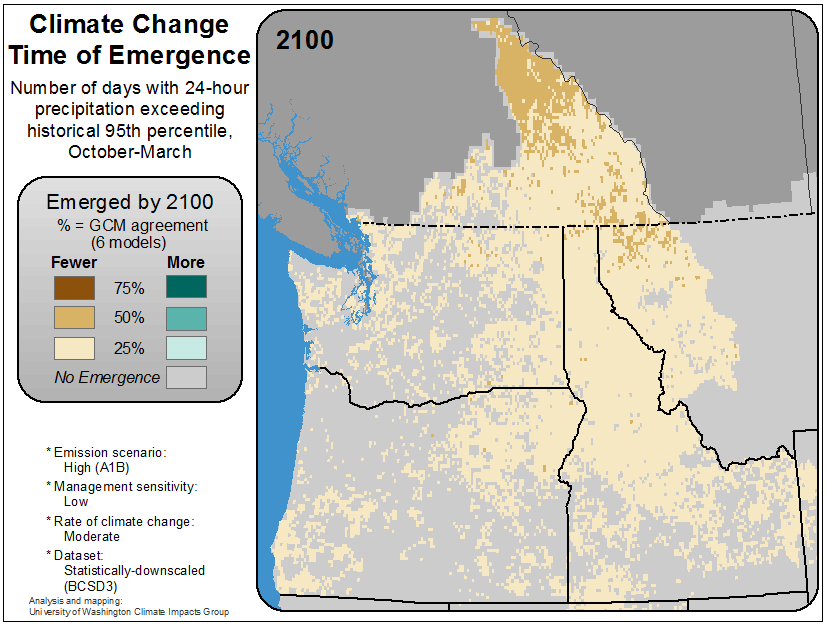 Climate Change
Time of Emergence
Number of days with 24-hour
precipitation exceeding
historical 95th percentile,
October-March
Emerged by 2100
% = GCM agreement
(6 models)
Fewer More
75%
50%
25%
No Emergence
* Emission scenario:
High (A1B)
* Management sensitivity:
Low
* Rate of climate change:
Moderate
* Dataset:
Statistically-downscaled
(BCSD3)
Analysis and mapping:
University of Washington Climate Impacts Group
2100